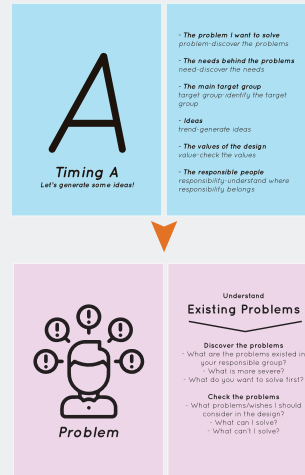 A
Timing A
Let's generate some ideas!
- The problem I want to solve
problem-discover the problems
- The needs behind the problems
need-discover the needs
- The main target group
target group-identify the target
group
- Ideas
trend-generate ideas
- The values of the design
value-check the values
- The responsible people
responsibility-understand where
responsibility belongs
Problem
Understand
Existing Problems
Discover the problems
- What are the problems existed in
your responsible group?
- What is more severe?
- What do you want to solve first?
Check the problems
- What problems/wishes I should
consider in the design?
- What can I solve?
- What can't I solve?